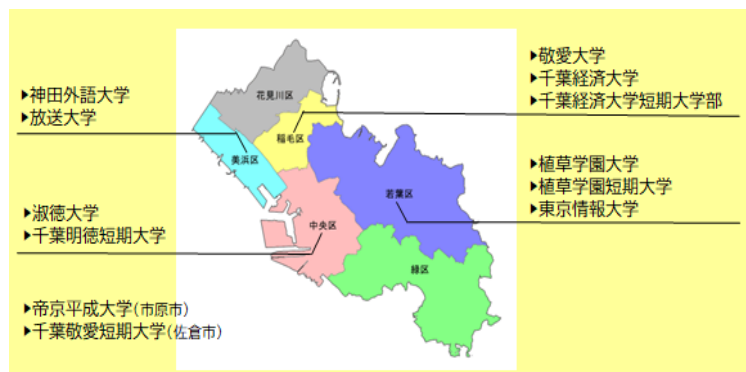 ▶神田外語大学
▶放送大学
▶淑徳大学
▶千葉明徳短期大学
▶帝京平成大学(市原市)
▶千葉敬愛短期大学(佐倉市)
花見川区
稲毛区
美浜区
若葉区
中央区
緑区
▶敬愛大学
▶千葉経済大学
▶千葉経済大学短期大学部
▶植草学園大学
▶植草学園短期大学
▶東京情報大学